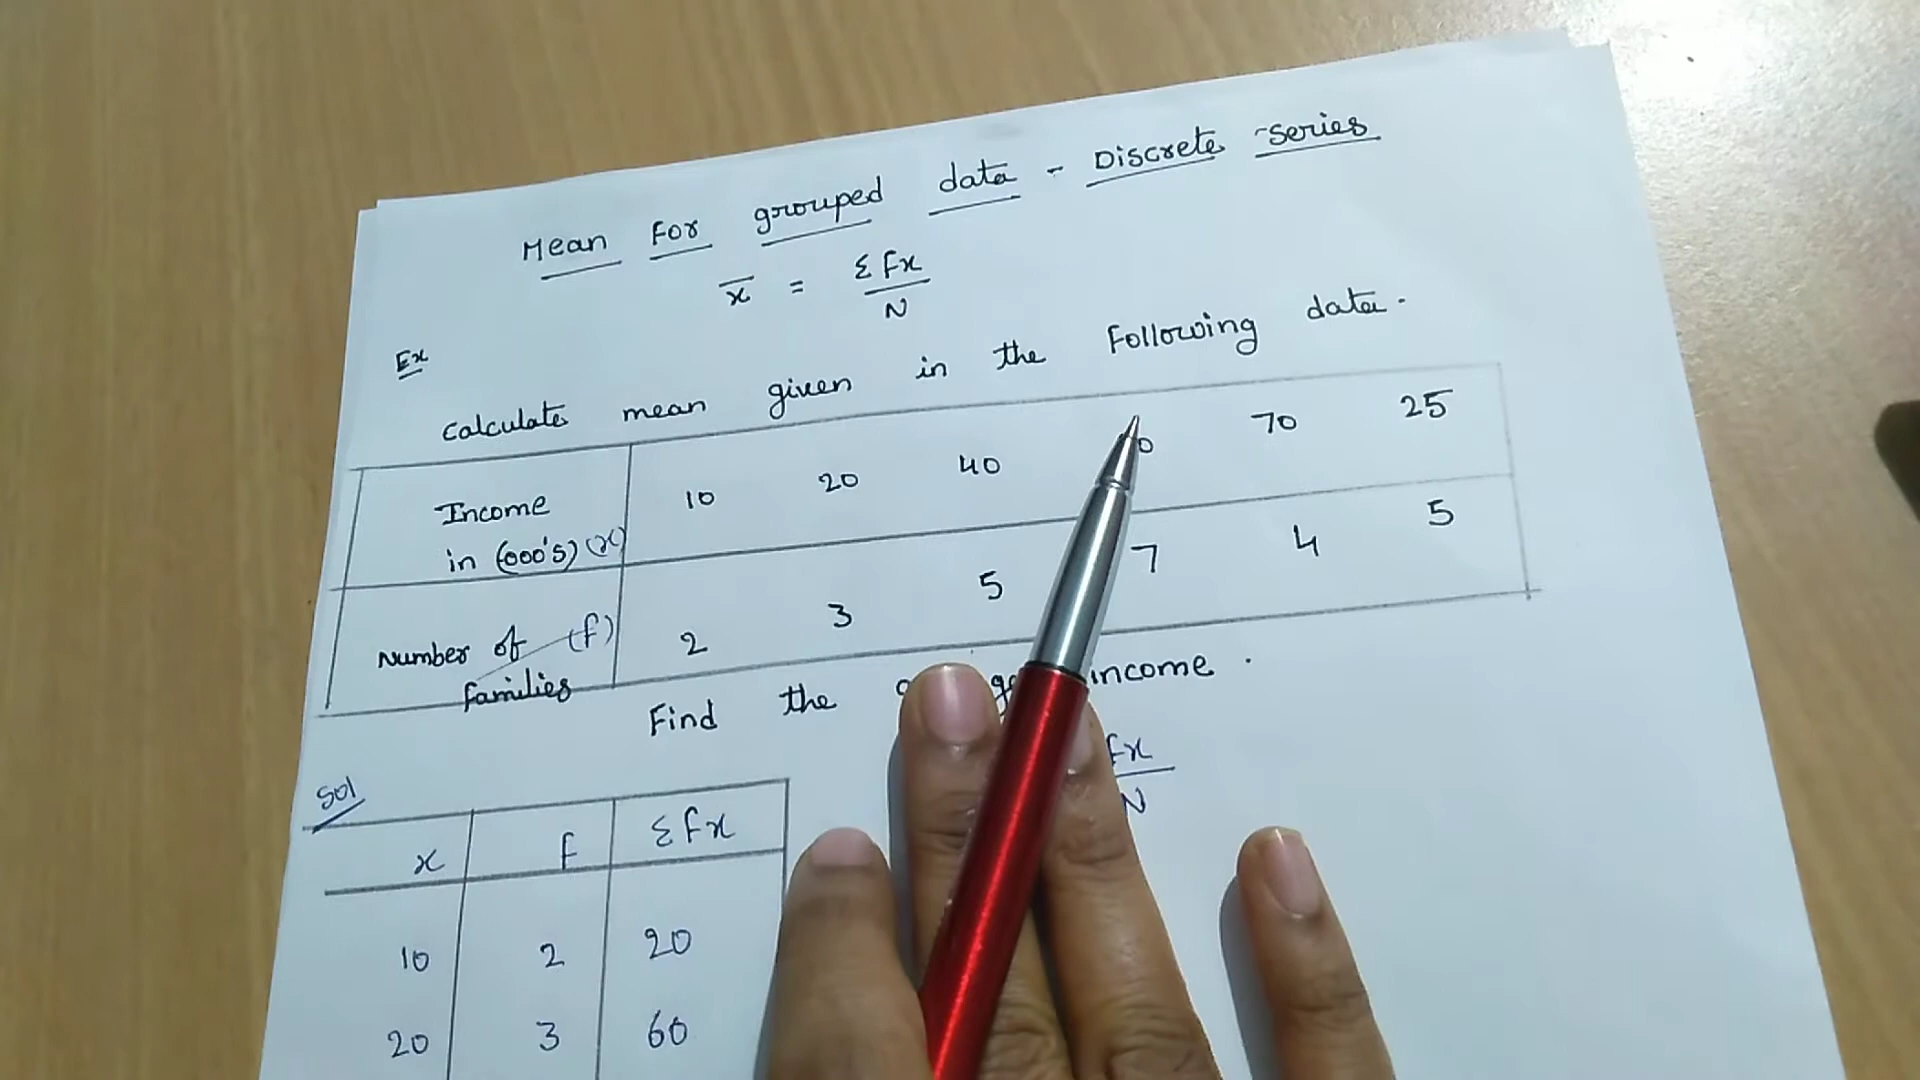 Mean For grouped data - Discrete -series
x̄ = Σfx
N
Ex
Calculate mean given in the Following data.
Income 10 20 40 70 25
in (000's) (x)
Number of (f) 2 3 5 7 4 5
families
Find the income.
Sol
fx
N
x f Σfx
10 2 20
20 3 60